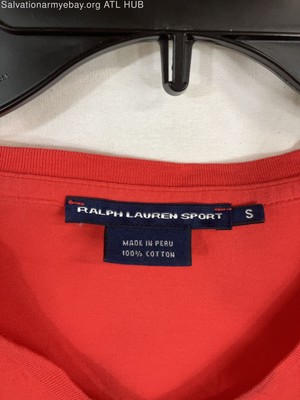 Salvationarmyebay.org ATL HUB
RALPH LAUREN SPORT S
MADE IN PERU
100% COTTON